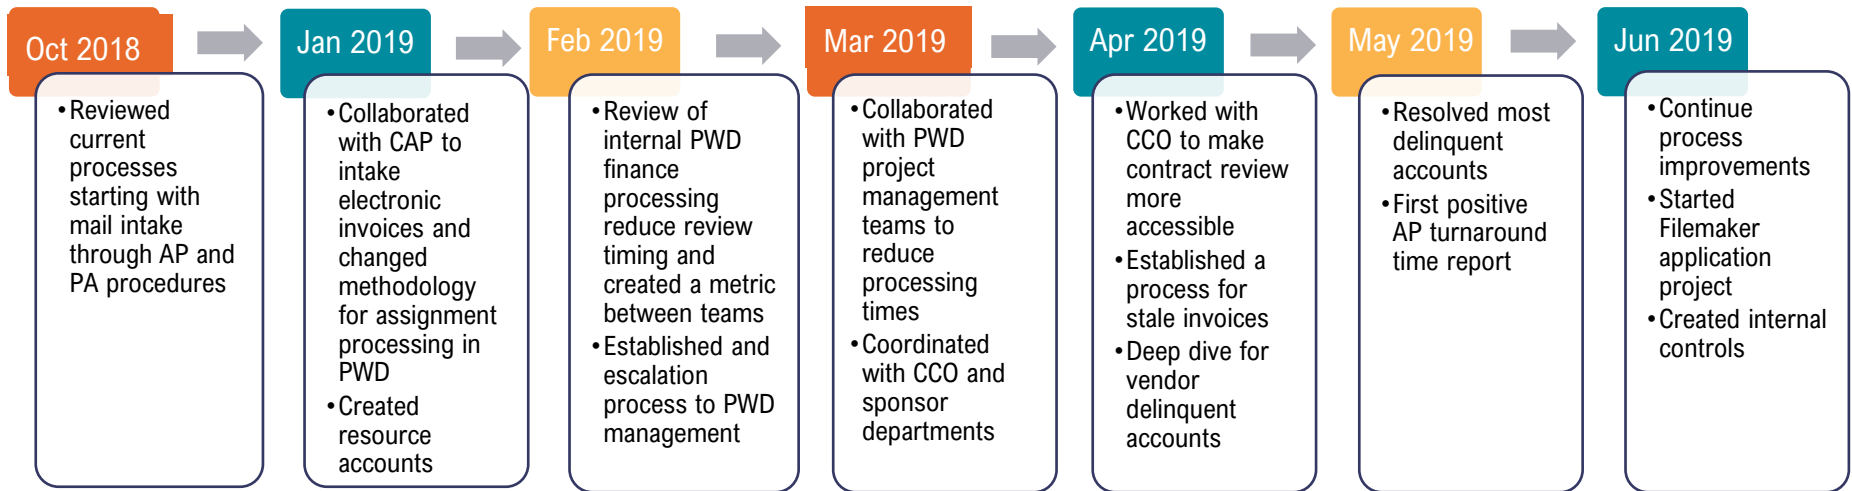 Oct 2018
•Reviewed
current
processes
starting with
mail intake
through AP and
PA procedures
Jan 2019
•Collaborated
with CAP to
intake
electronic
invoices and
changed
methodology
for assignment
processing in
PWD
•Created
resource
accounts
Feb 2019
•Review of
internal PWD
finance
processing
reduce review
timing and
created a metric
between teams
•Established and
escalation
process to PWD
management
Mar 2019
•Collaborated
with PWD
project
management
teams to
reduce
processing
times
•Coordinated
with CCO and
sponsor
departments
Apr 2019
•Worked with
CCO to make
contract review
more
accessible
•Established a
process for
stale invoices
•Deep dive for
vendor
delinquent
accounts
May 2019
•Resolved most
delinquent
accounts
•First positive
AP turnaround
time report
Jun 2019
•Continue
process
improvements
•Started
Filemaker
application
project
•Created internal
controls